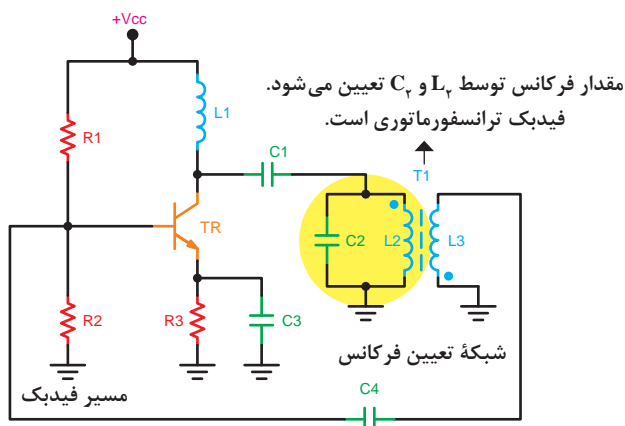 +Vcc
مقدار فرکانس توسط L۲ و C۲ تعیین می‌شود.
فیدبک ترانسفورماتوری است.
L1
R1
C1
T1
TR
C2
L2
L3
R2
R3
C3
شبکهٔ تعیین فرکانس
مسیر فیدبک
C4